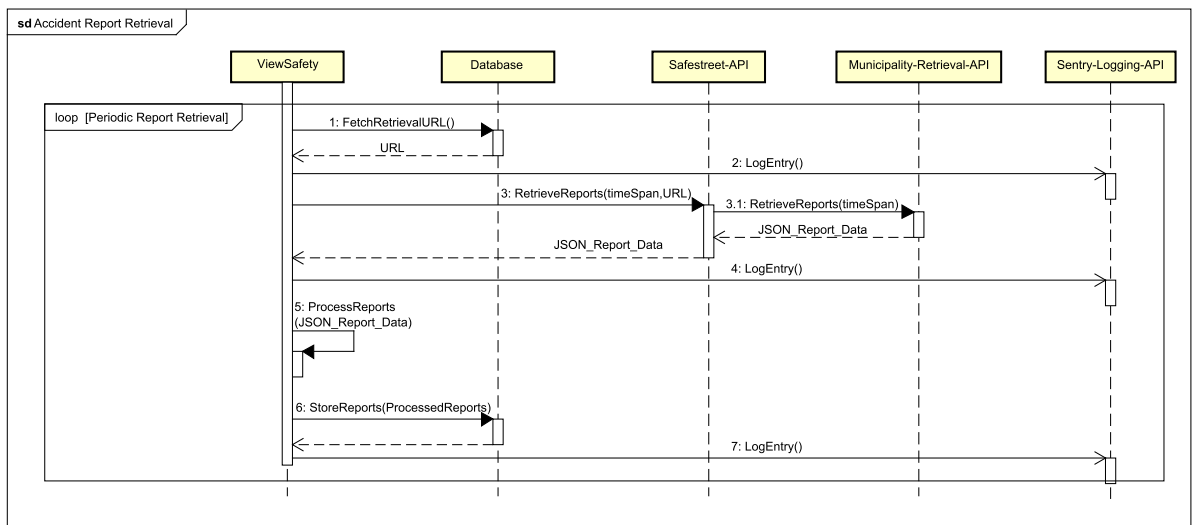 sd Accident Report Retrieval
ViewSafety
Database
Safestreet-API
Municipality-Retrieval-API
Sentry-Logging-API
loop [Periodic Report Retrieval]
1: FetchRetrievalURL()
URL
2: LogEntry()
3: RetrieveReports(timeSpan,URL)
3.1: RetrieveReports(timeSpan)
JSON_Report_Data
JSON_Report_Data
4: LogEntry()
5: ProcessReports
(JSON_Report_Data)
6: StoreReports(ProcessedReports)
7: LogEntry()